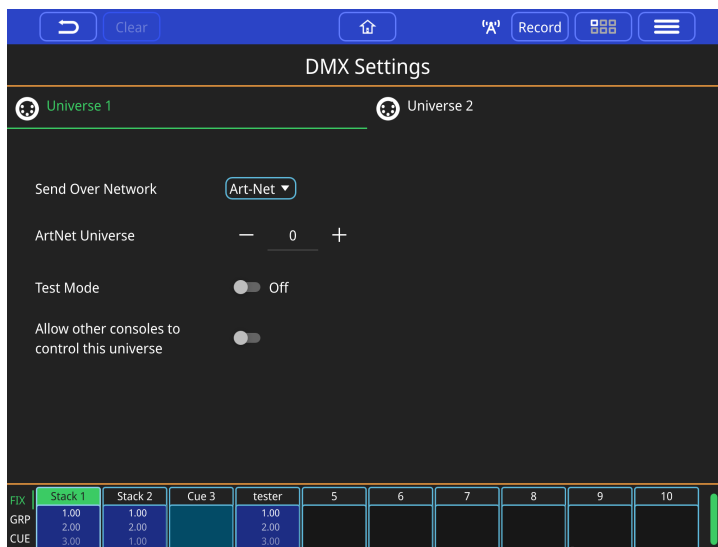 Clear
"A" Record
DMX Settings
Universe 1 Universe 2
Send Over Network Art-Net
ArtNet Universe 0
Test Mode Off
Allow other consoles to
control this universe
FIX Stack 1 Stack 2 Cue 3 tester 5 6 7 8 9 10
GRP 1.00 1.00 1.00
2.00 2.00 2.00
CUE 3.00 1.00 3.00